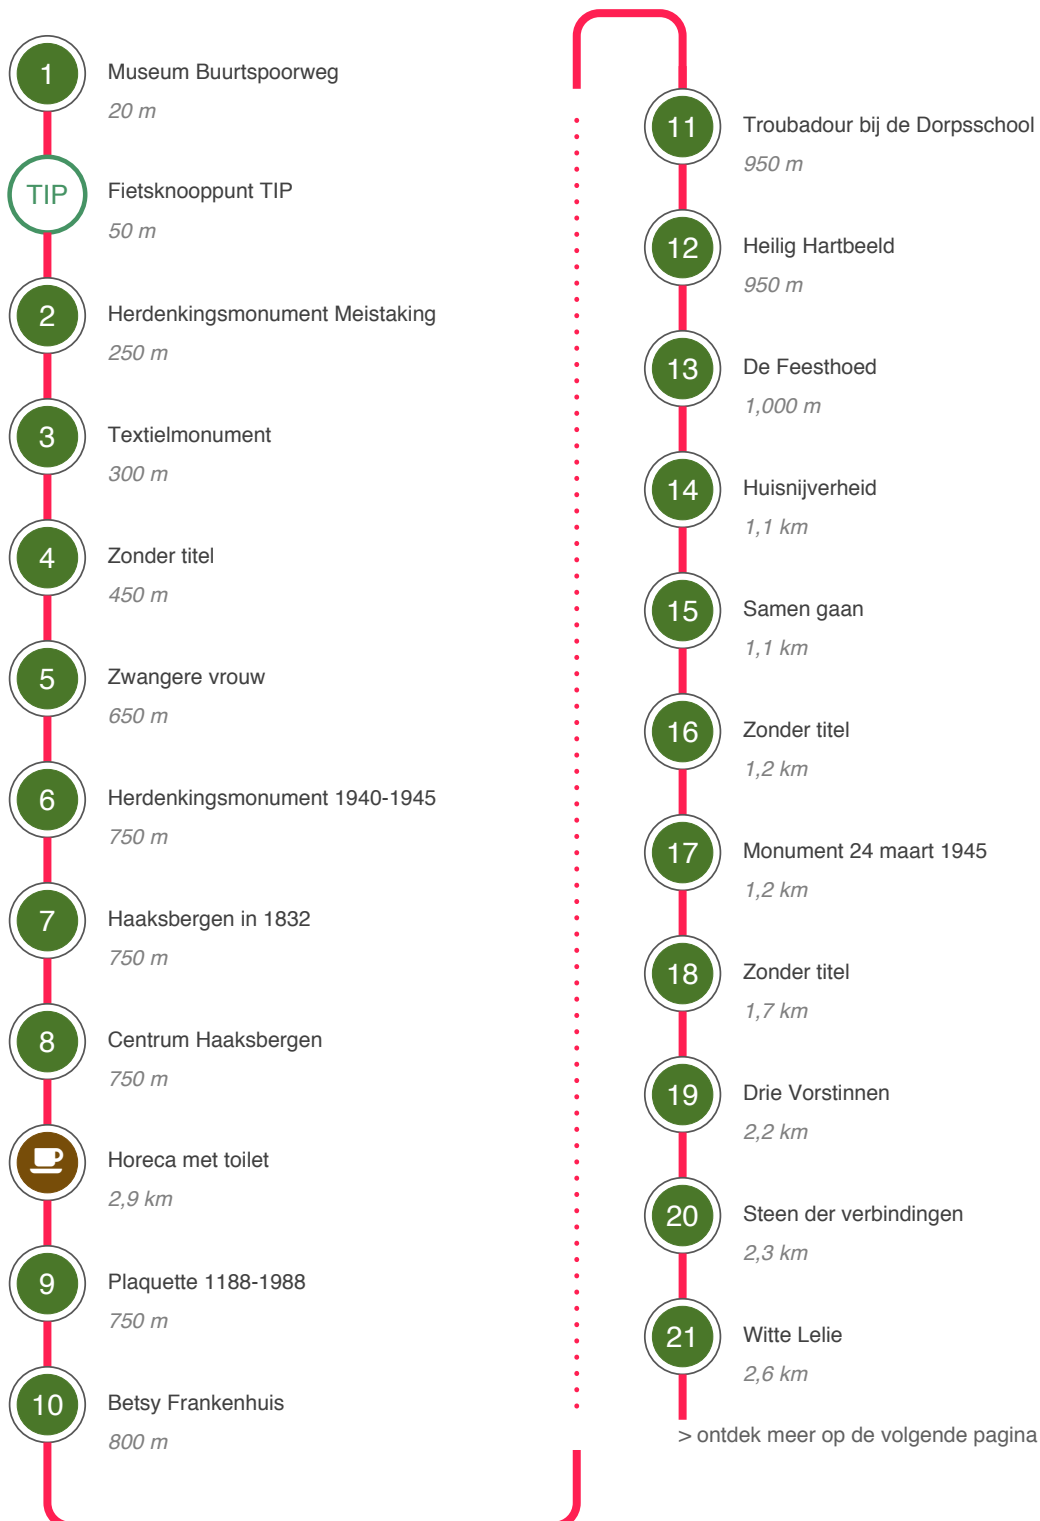 1
Museum Buurtspoorweg
20 m
TIP
Fietsknooppunt TIP
50 m
2
Herdenkingsmonument Meistaking
250 m
3
Textielmonument
300 m
4
Zonder titel
450 m
5
Zwangere vrouw
650 m
6
Herdenkingsmonument 1940-1945
750 m
7
Haaksbergen in 1832
750 m
8
Centrum Haaksbergen
750 m
Horeca met toilet
2,9 km
9
Plaquette 1188-1988
750 m
10
Betsy Frankenhuis
800 m
11
Troubadour bij de Dorpsschool
950 m
12
Heilig Hartbeeld
950 m
13
De Feesthoed
1,000 m
14
Huisnijverheid
1,1 km
15
Samen gaan
1,1 km
16
Zonder titel
1,2 km
17
Monument 24 maart 1945
1,2 km
18
Zonder titel
1,7 km
19
Drie Vorstinnen
2,2 km
20
Steen der verbindingen
2,3 km
21
Witte Lelie
2,6 km
> ontdek meer op de volgende pagina